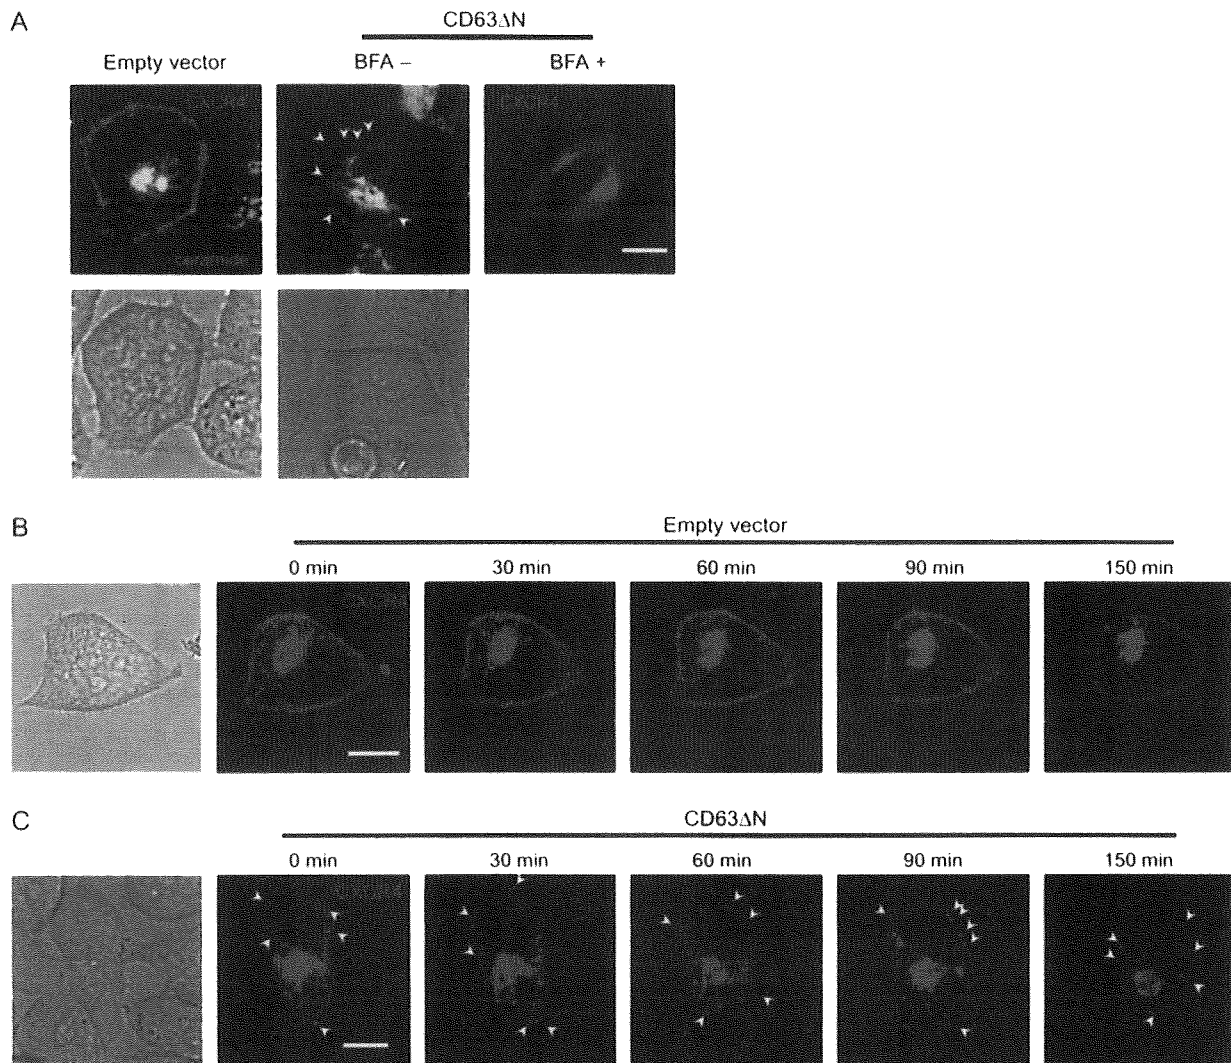 A
CD63ΔN
Empty vector
BFA –
BFA +
B
Empty vector
0 min
30 min
60 min
90 min
150 min
C
CD63ΔN
0 min
30 min
60 min
90 min
150 min